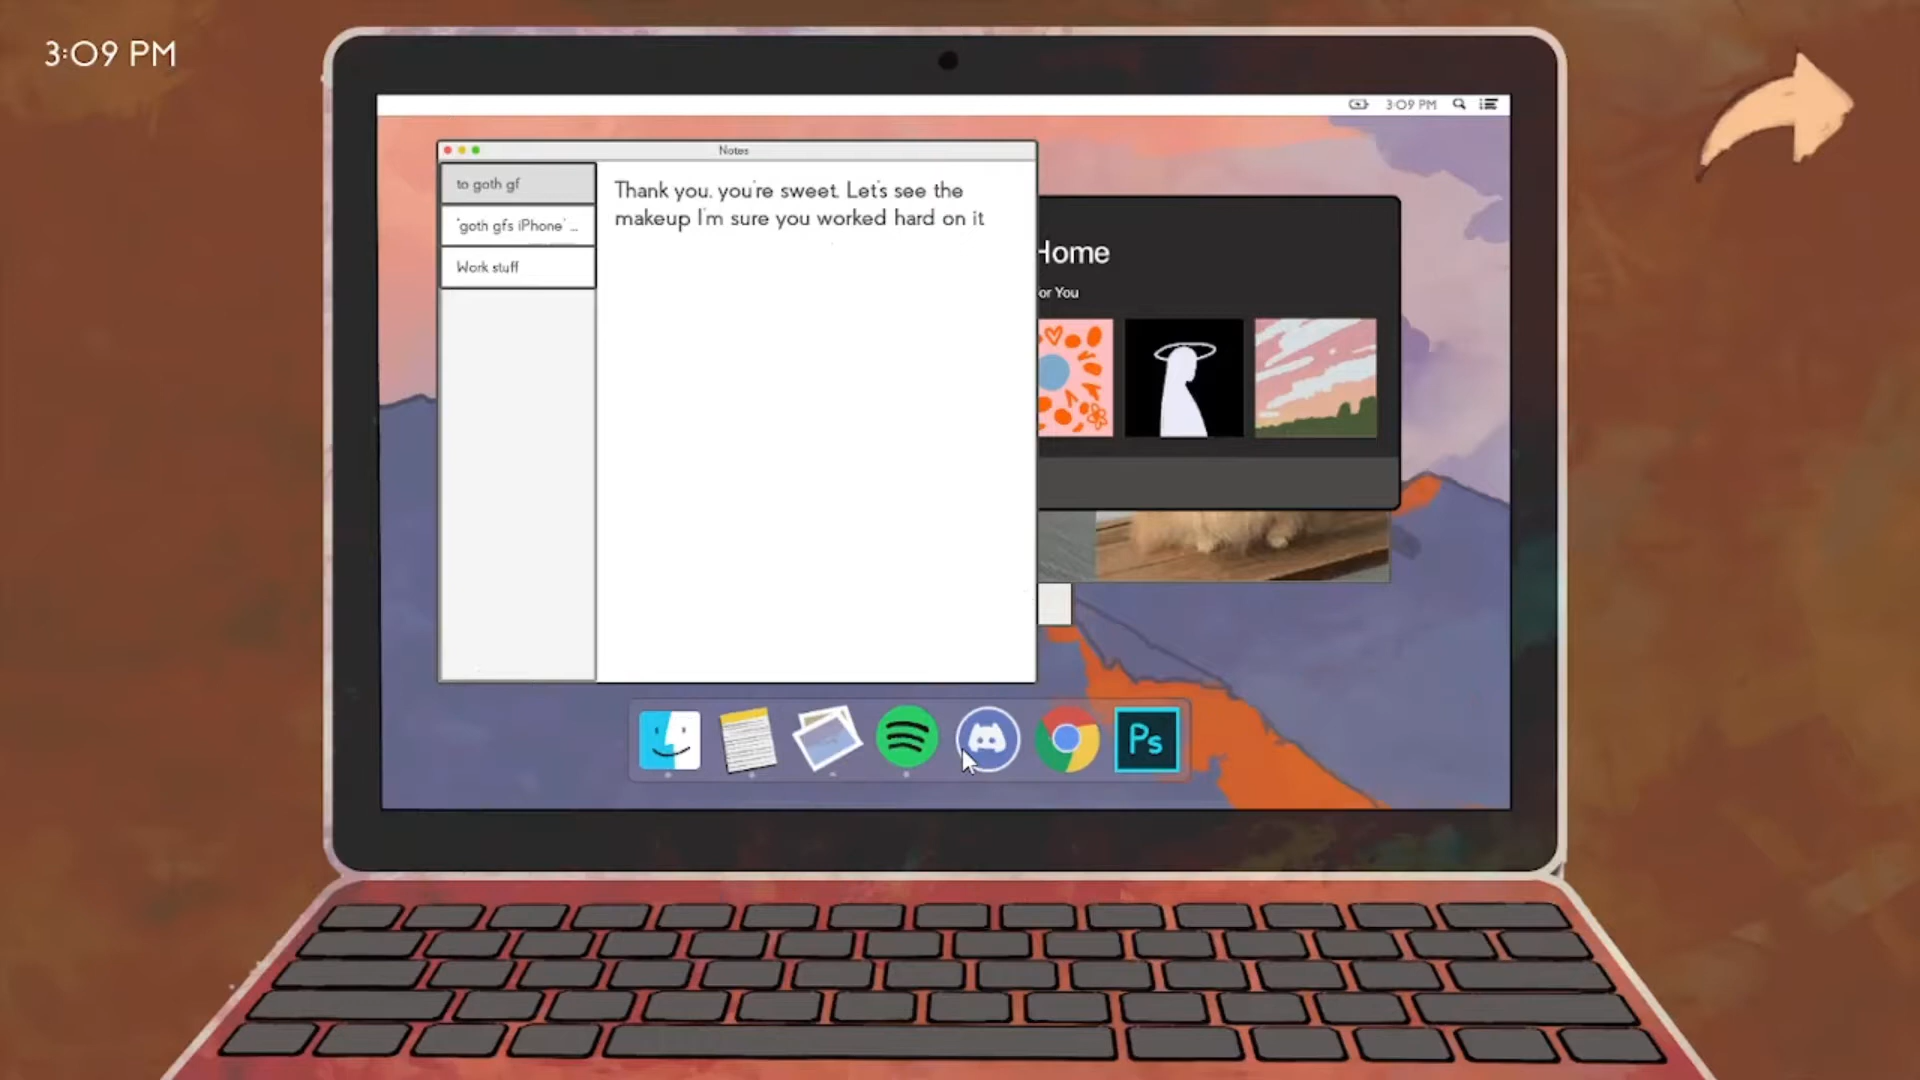 3:09 PM
3:09 PM
Notes
to goth gf
"goth gfs iPhone" ...
Work stuff
Thank you. you're sweet. Let's see the
makeup I'm sure you worked hard on it
Home
or You
Ps